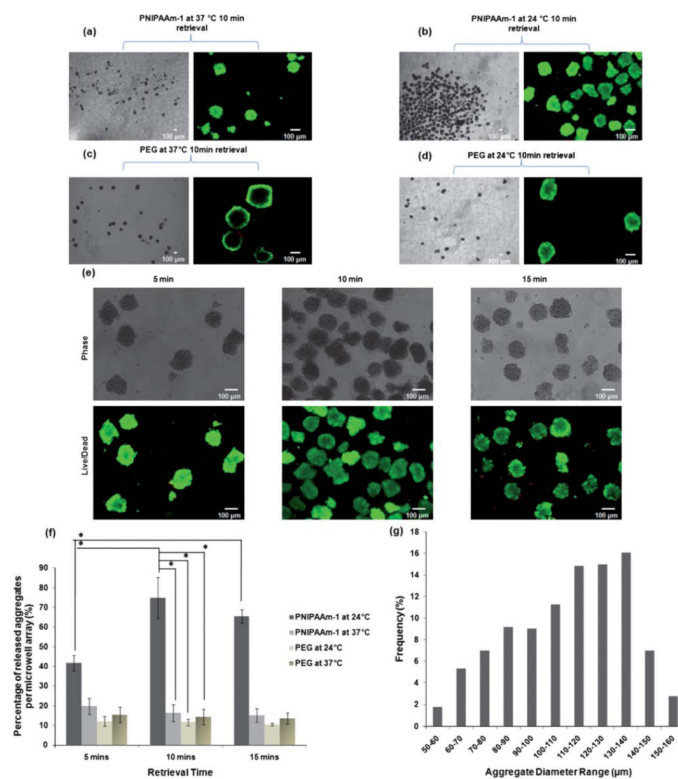 (a)
PNIPAAm-1 at 37 °C 10 min
retrieval
100 µm
100 µm
(b)
PNIPAAm-1 at 24 °C 10 min
retrieval
100 µm
100 µm
(c)
PEG at 37°C 10min retrieval
100 µm
100 µm
(d)
PEG at 24°C 10min retrieval
100 µm
100 µm
(e)
5 min
10 min
15 min
Phase
100 µm
100 µm
100 µm
Live/Dead
100 µm
100 µm
100 µm
(f)
Percentage of released aggregates
per microwell array (%)
100
90
80
70
60
50
40
30
20
10
0
*
*
*
*
*
PNIPAAm-1 at 24°C
PNIPAAm-1 at 37°C
PEG at 24°C
PEG at 37°C
5 mins
10 mins
15 mins
Retrieval Time
(g)
Frequency (%)
18
16
14
12
10
8
6
4
2
0
50-60
60-70
70-80
80-90
90-100
100-110
110-120
120-130
130-140
140-150
150-160
Aggregate Diameter Range (µm)